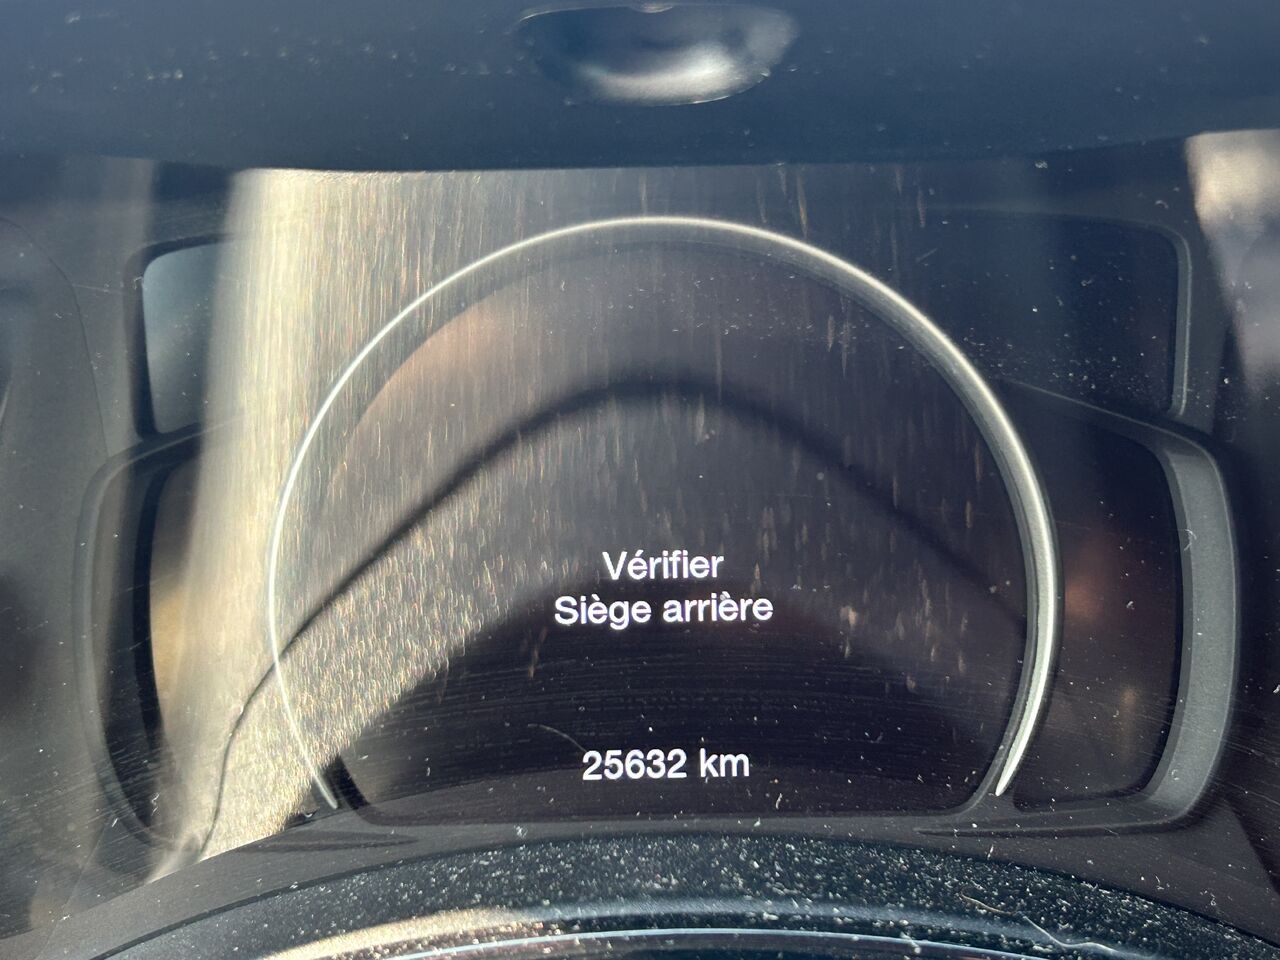 Vérifier
Siège arrière
25632 km